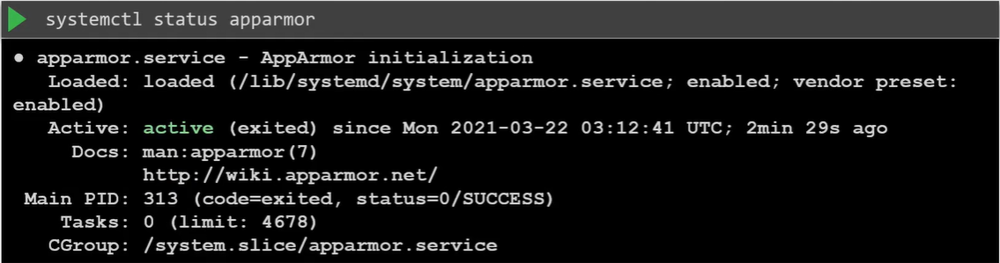 systemctl status apparmor
● apparmor.service - AppArmor initialization
Loaded: loaded (/lib/systemd/system/apparmor.service; enabled; vendor preset:
enabled)
Active: active (exited) since Mon 2021-03-22 03:12:41 UTC; 2min 29s ago
Docs: man:apparmor(7)
http://wiki.apparmor.net/
Main PID: 313 (code=exited, status=0/SUCCESS)
Tasks: 0 (limit: 4678)
CGroup: /system.slice/apparmor.service